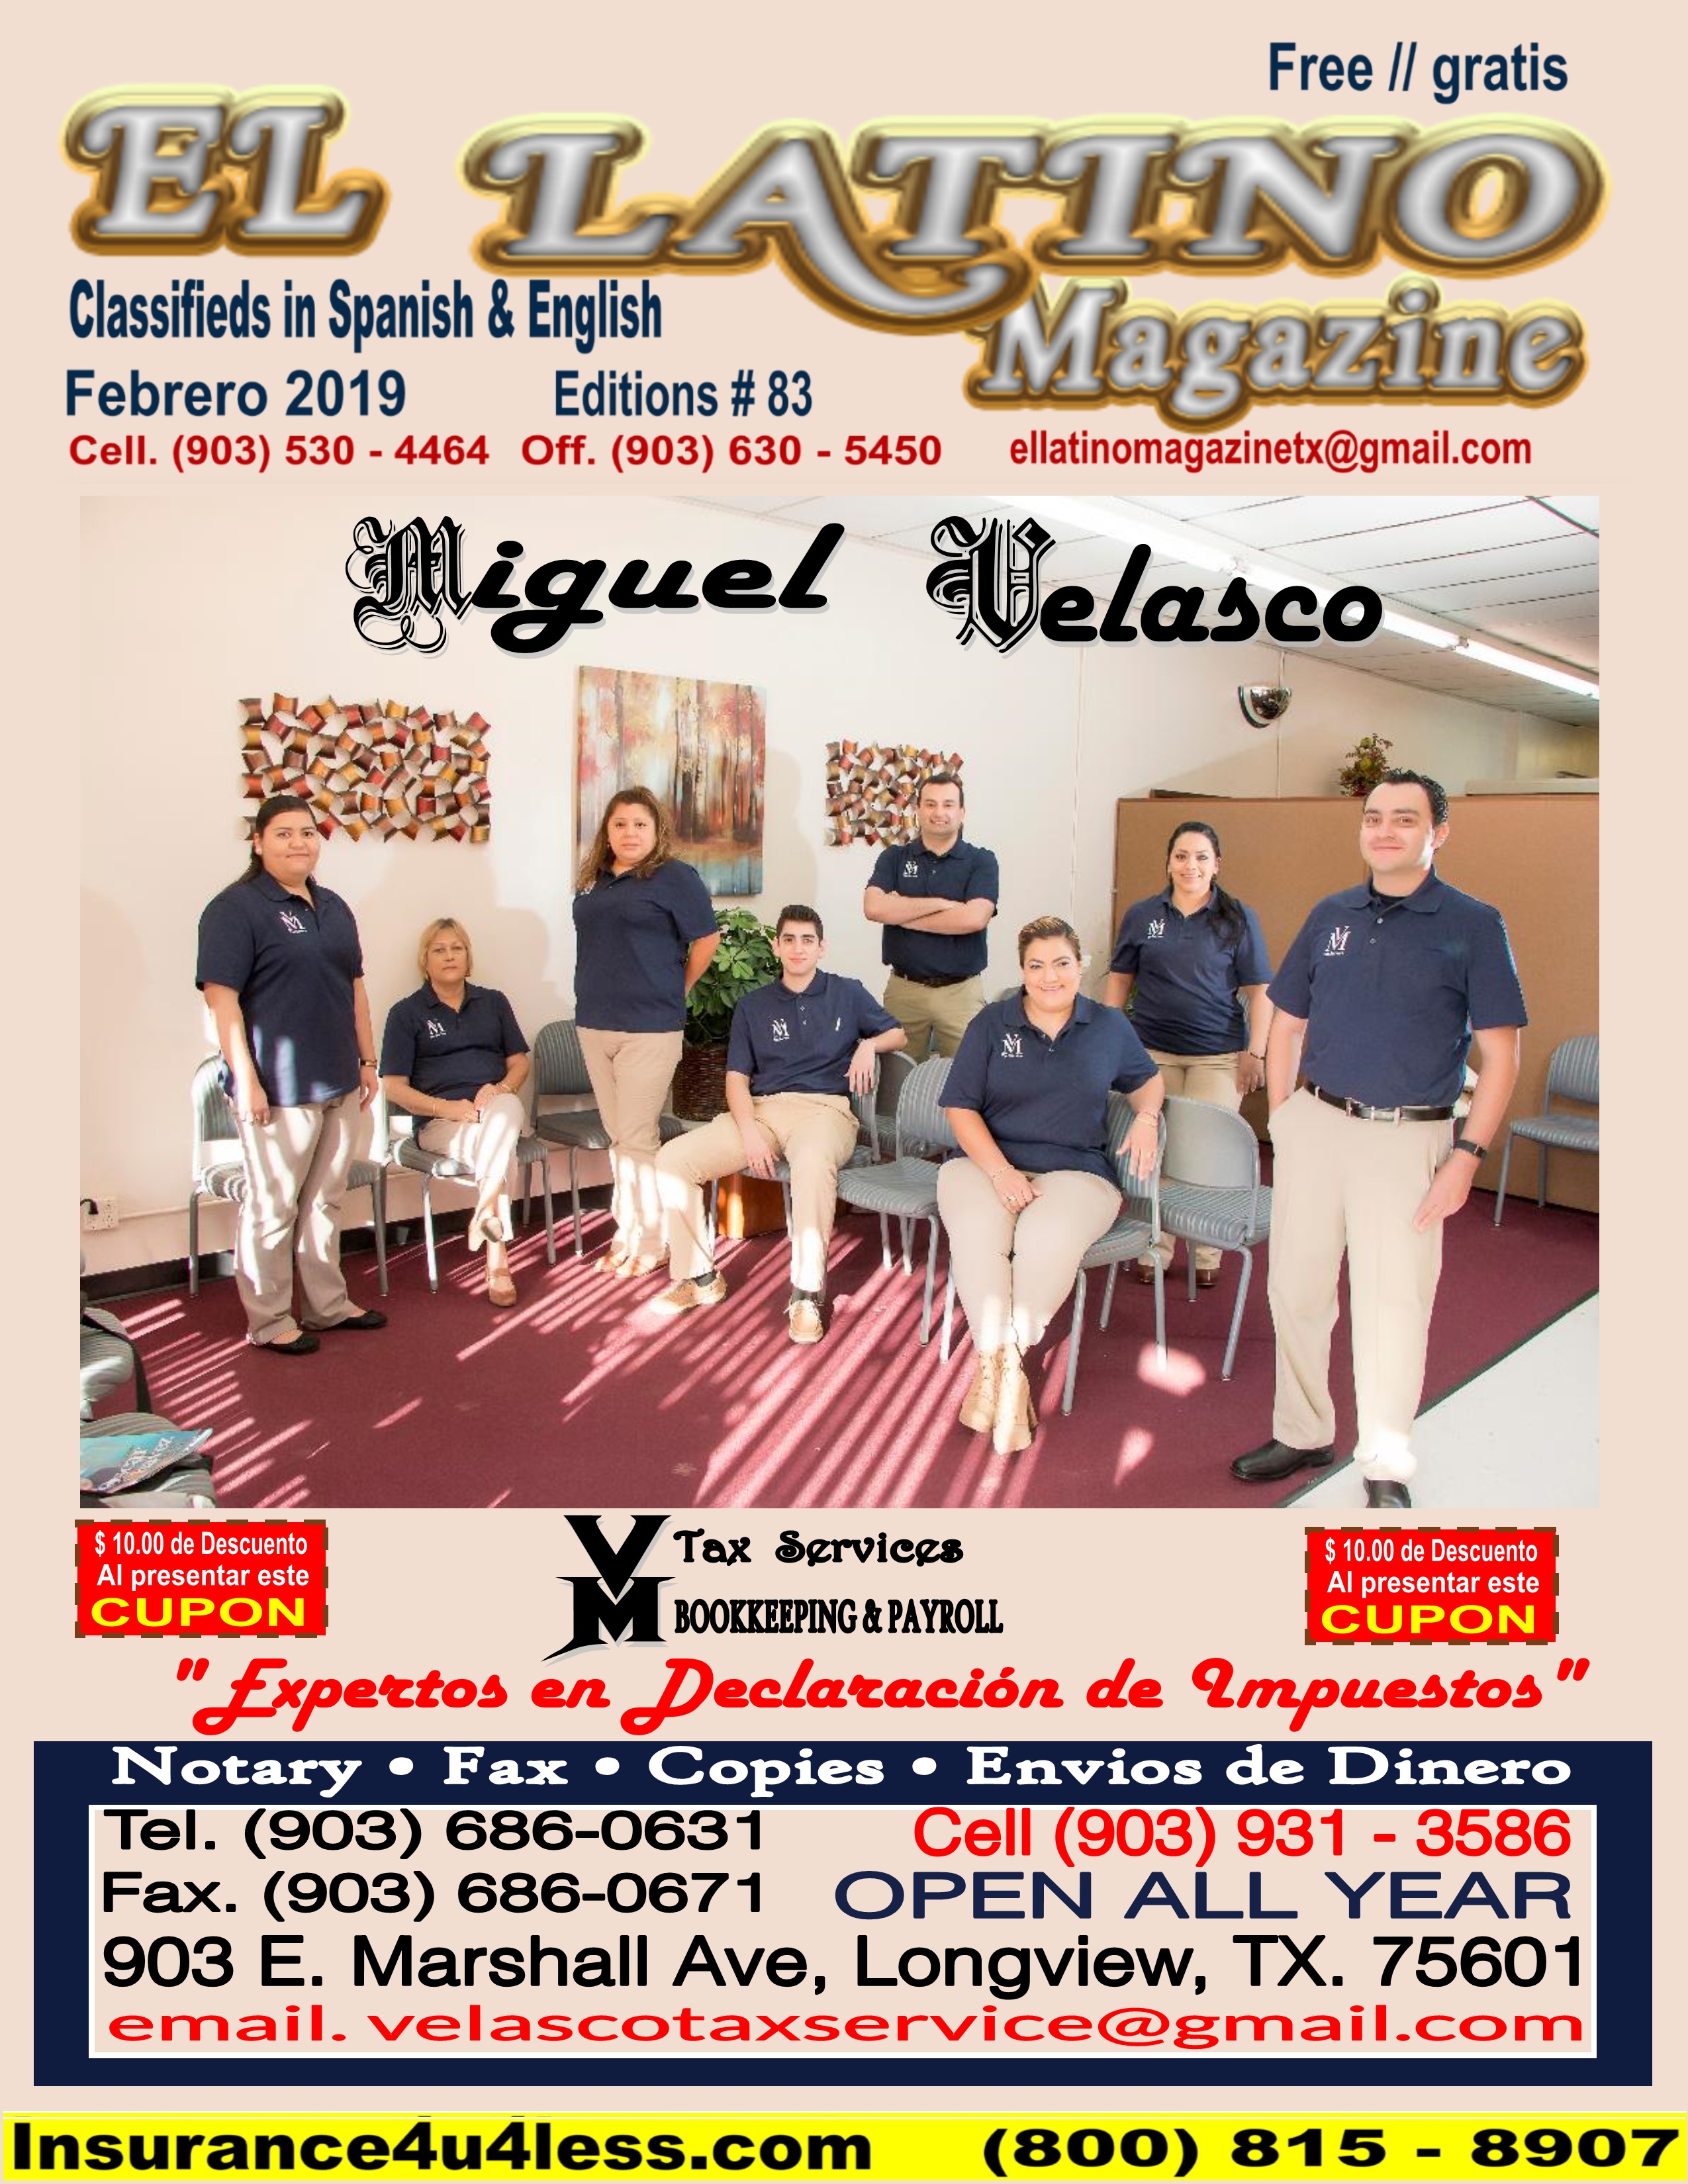 Free // gratis
EL LATINO
Magazine
Classifieds in Spanish & English
Febrero 2019 Editions # 83
Cell. (903) 530 - 4464 Off. (903) 630 - 5450 ellatinomagazinetx@gmail.com
Miguel Velasco
$ 10.00 de Descuento
Al presentar este
CUPON
VM
Tax Services
BOOKKEEPING & PAYROLL
$ 10.00 de Descuento
Al presentar este
CUPON
"Expertos en Declaración de Impuestos"
Notary • Fax • Copies • Envios de Dinero
Tel. (903) 686-0631 Cell (903) 931 - 3586
Fax. (903) 686-0671 OPEN ALL YEAR
903 E. Marshall Ave, Longview, TX. 75601
email. velascotaxservice@gmail.com
Insurance4u4less.com (800) 815 - 8907